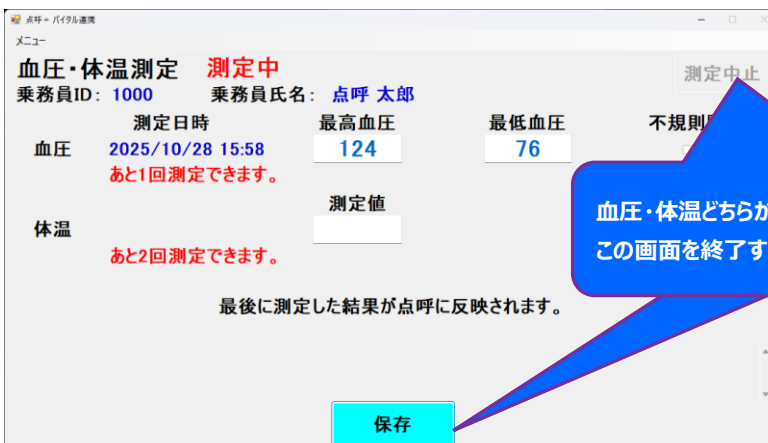 点呼+バイタル連携
メニュー
血圧・体温測定 測定中 測定中止
乗務員ID: 1000 乗務員氏名: 点呼 太郎
測定日時 最高血圧 最低血圧 不規則
血圧 2025/10/28 15:58 124 76
あと1回測定できます。
測定値
体温
あと2回測定できます。
血圧・体温どちらか
この画面を終了す
最後に測定した結果が点呼に反映されます。
保存